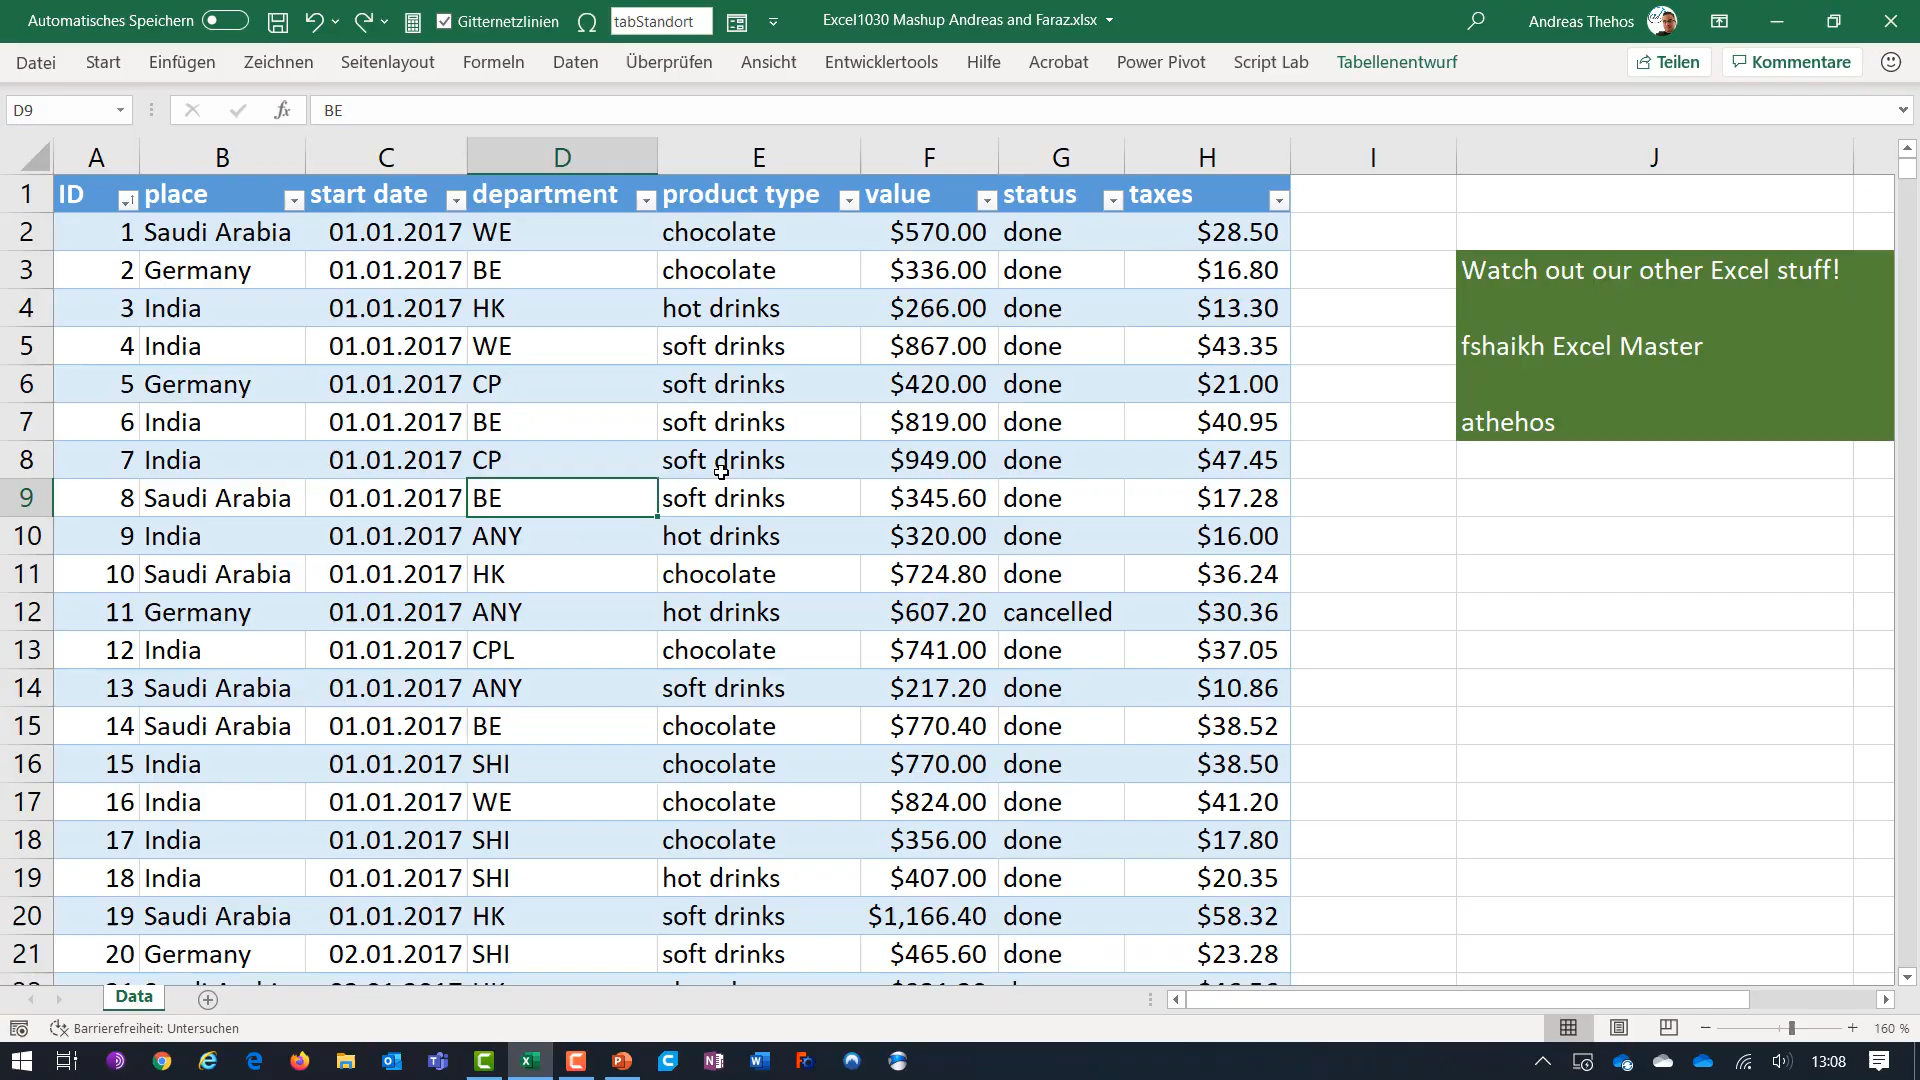 Automatisches Speichern Gitternetzlinien tabStandort Excel1030 Mashup Andreas and Faraz.xlsx Andreas Thehos
Datei Start Einfügen Zeichnen Seitenlayout Formeln Daten Überprüfen Ansicht Entwicklertools Hilfe Acrobat Power Pivot Script Lab Tabellenentwurf Teilen Kommentare
D9 fx BE
A B C D E F G H I J
1 ID place start date department product type value status taxes
2 1 Saudi Arabia 01.01.2017 WE chocolate $570.00 done $28.50
3 2 Germany 01.01.2017 BE chocolate $336.00 done $16.80 Watch out our other Excel stuff!
4 3 India 01.01.2017 HK hot drinks $266.00 done $13.30
5 4 India 01.01.2017 WE soft drinks $867.00 done $43.35 fshaikh Excel Master
6 5 Germany 01.01.2017 CP soft drinks $420.00 done $21.00
7 6 India 01.01.2017 BE soft drinks $819.00 done $40.95 athehos
8 7 India 01.01.2017 CP soft drinks $949.00 done $47.45
9 8 Saudi Arabia 01.01.2017 BE soft drinks $345.60 done $17.28
10 9 India 01.01.2017 ANY hot drinks $320.00 done $16.00
11 10 Saudi Arabia 01.01.2017 HK chocolate $724.80 done $36.24
12 11 Germany 01.01.2017 ANY hot drinks $607.20 cancelled $30.36
13 12 India 01.01.2017 CPL chocolate $741.00 done $37.05
14 13 Saudi Arabia 01.01.2017 ANY soft drinks $217.20 done $10.86
15 14 Saudi Arabia 01.01.2017 BE chocolate $770.40 done $38.52
16 15 India 01.01.2017 SHI chocolate $770.00 done $38.50
17 16 India 01.01.2017 WE chocolate $824.00 done $41.20
18 17 India 01.01.2017 SHI chocolate $356.00 done $17.80
19 18 India 01.01.2017 SHI hot drinks $407.00 done $20.35
20 19 Saudi Arabia 01.01.2017 HK soft drinks $1,166.40 done $58.32
21 20 Germany 02.01.2017 SHI soft drinks $465.60 done $23.28
Data
Barrierefreiheit: Untersuchen 160 %
13:08